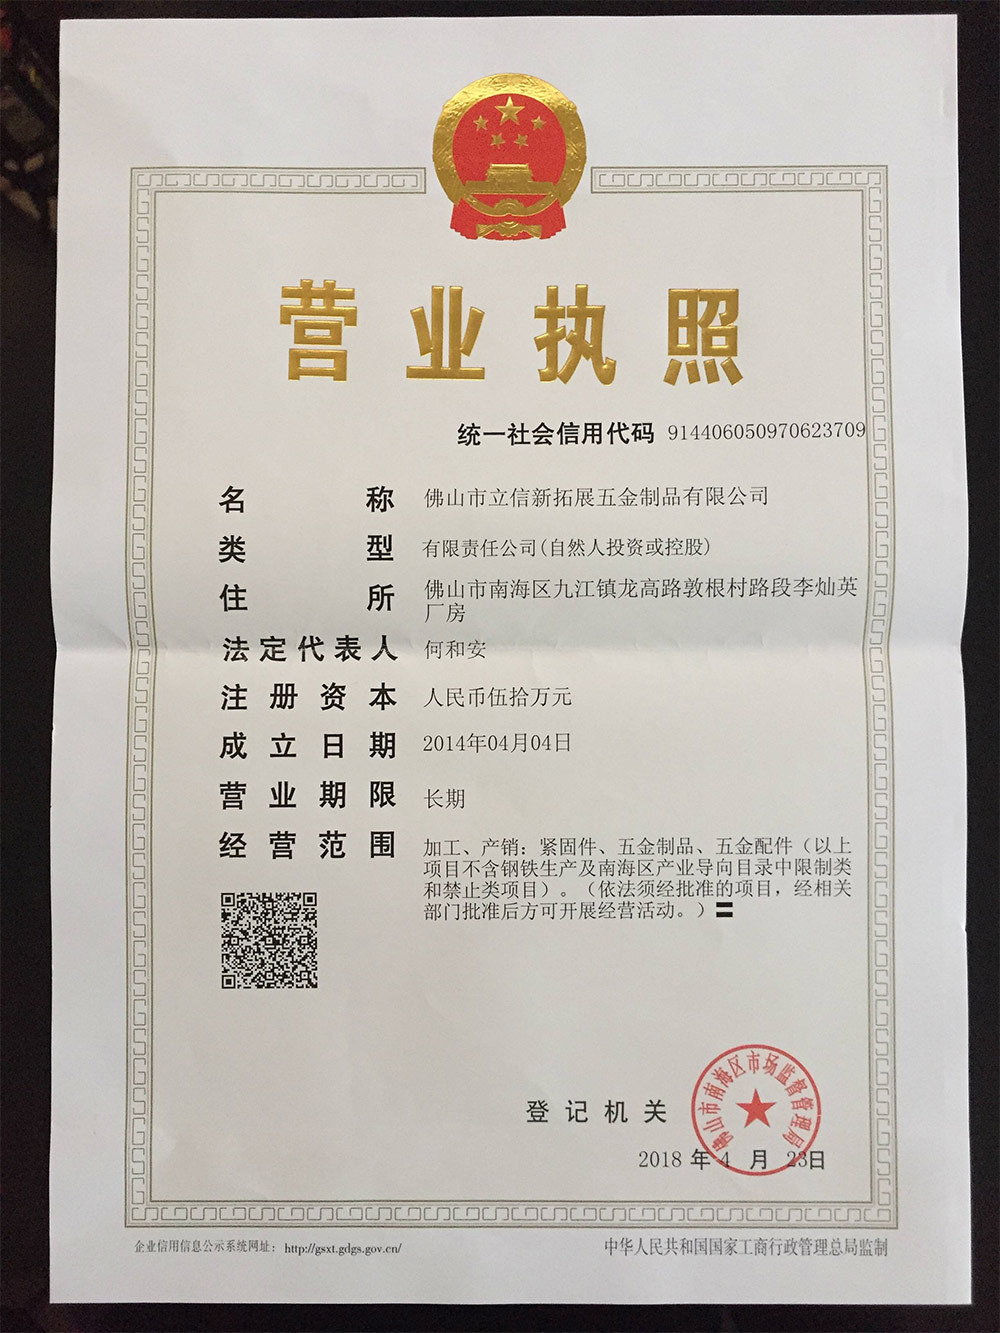 营业执照
统一社会信用代码 914406050970623709
名称 佛山市立信新拓展五金制品有限公司
类型 有限责任公司(自然人投资或控股)
住所 佛山市南海区九江镇龙高路敦根村路段李灿英
厂房
法定代表人 何和安
注册资本 人民币伍拾万元
成立日期 2014年04月04日
营业期限 长期
经营范围 加工、产销：紧固件、五金制品、五金配件（以上
项目不含钢铁生产及南海区产业导向目录中限制类
和禁止类项目）。（依法须经批准的项目，经相关
部门批准后方可开展经营活动。）〓
佛山市南海区市场监督管理局
登记机关
2018 年 4 月 23日
企业信用信息公示系统网址： http://gsxt.gdgs.gov.cn/
中华人民共和国国家工商行政管理总局监制